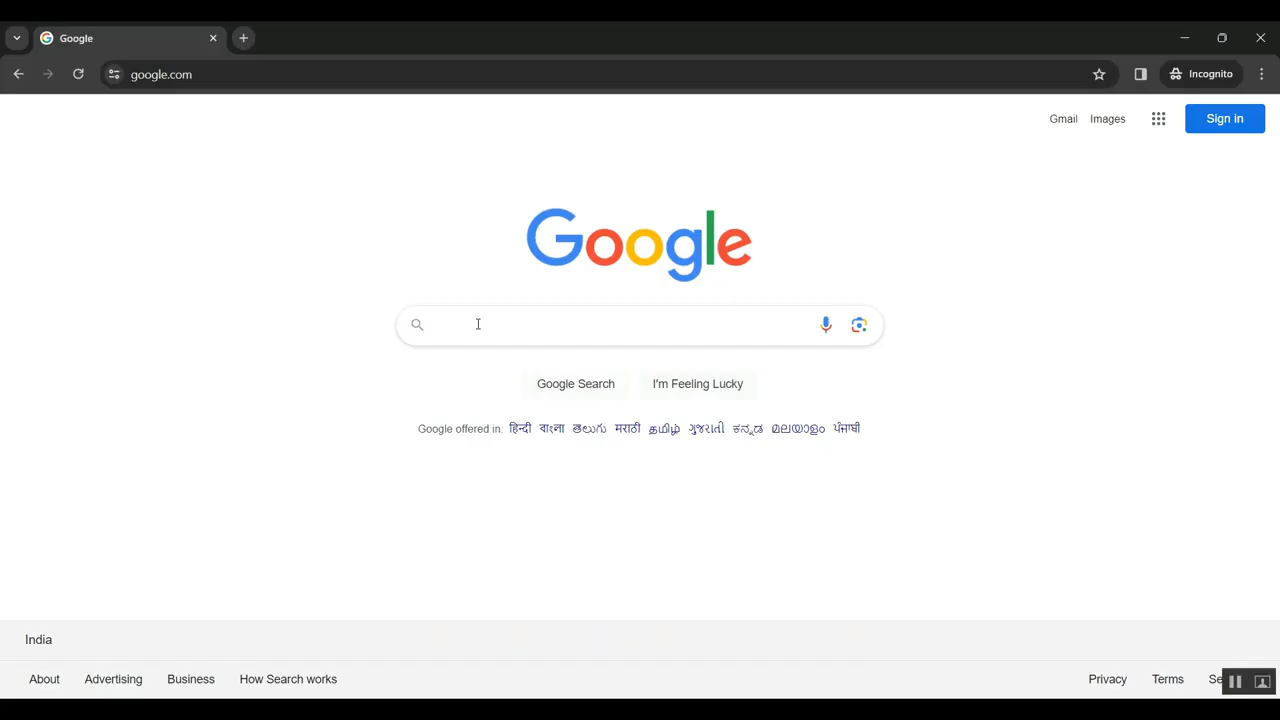 Google
google.com
Incognito
Gmail Images Sign in
Google
Google Search I'm Feeling Lucky
Google offered in: हिन्दी বাংলা తెలుగు मराठी தமிழ் ગુજરાતી ಕನ್ನಡ മലയാളം ਪੰਜਾਬੀ
India
About Advertising Business How Search works Privacy Terms Se